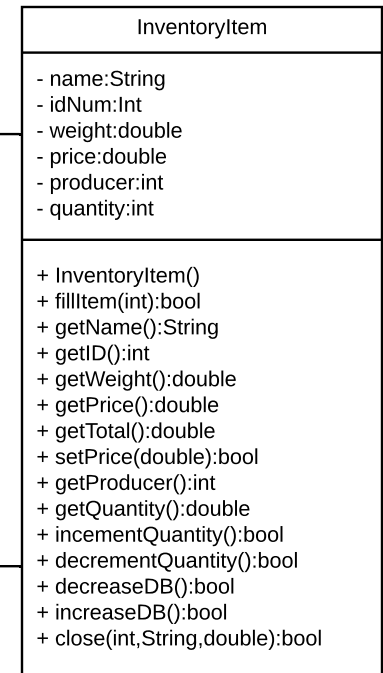 InventoryItem
- name:String
- idNum:Int
- weight:double
- price:double
- producer:int
- quantity:int
+ InventoryItem()
+ fillItem(int):bool
+ getName():String
+ getID():int
+ getWeight():double
+ getPrice():double
+ getTotal():double
+ setPrice(double):bool
+ getProducer():int
+ getQuantity():double
+ incementQuantity():bool
+ decrementQuantity():bool
+ decreaseDB():bool
+ increaseDB():bool
+ close(int,String,double):bool